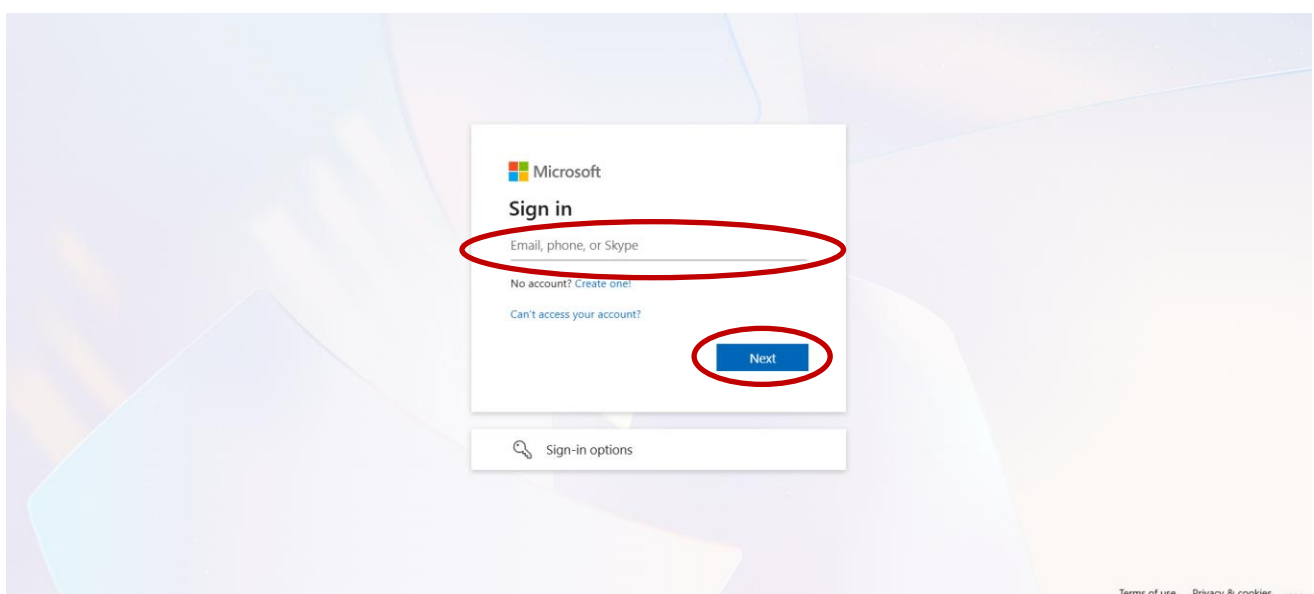 Microsoft
Sign in
Email, phone, or Skype
No account? Create one!
Can't access your account?
Next
Sign-in options
Terms of use Privacy & cookies